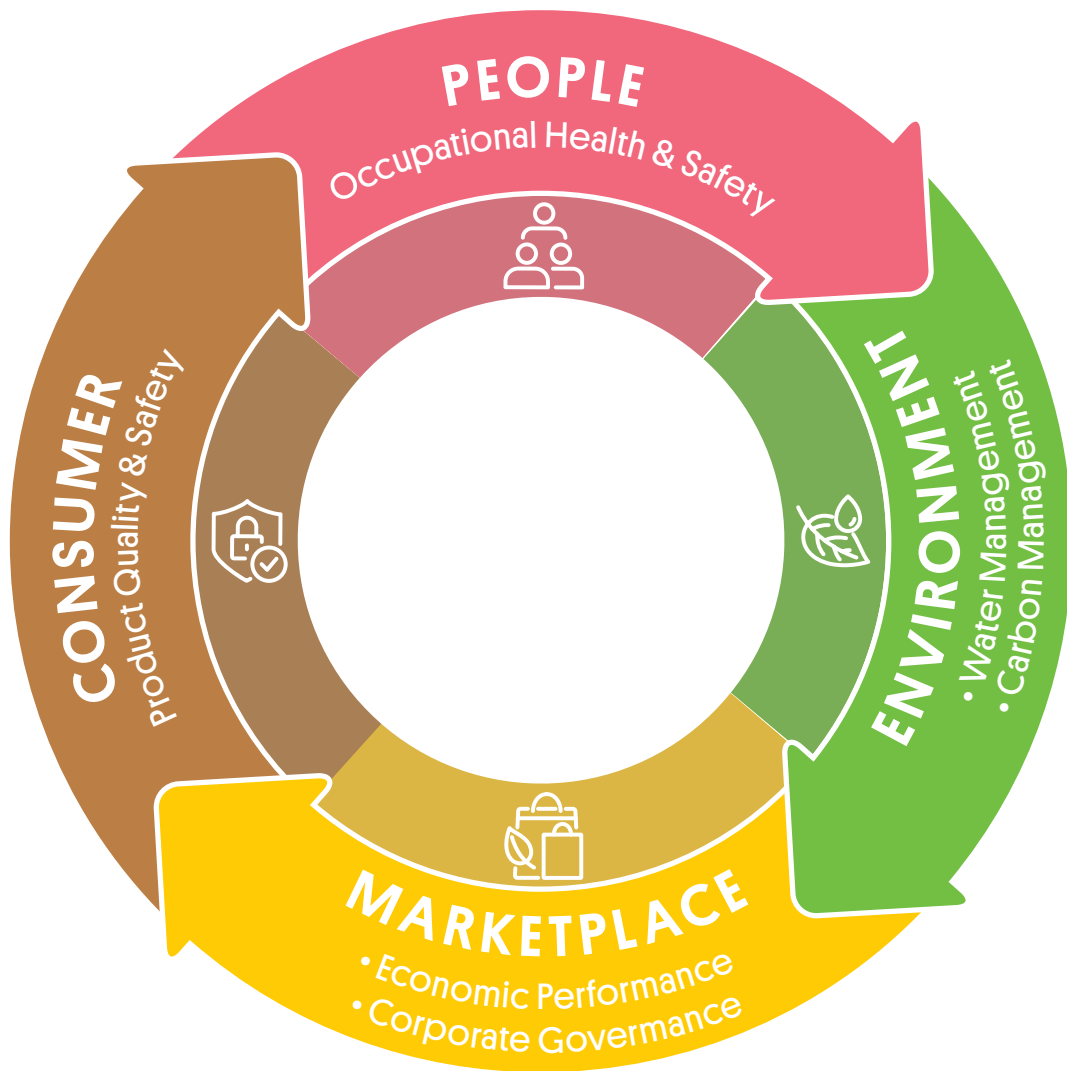 PEOPLE
Occupational Health & Safety
ENVIRONMENT
• Water Management
• Carbon Management
MARKETPLACE
• Economic Performance
• Corporate Govermance
CONSUMER
Product Quality & Safety